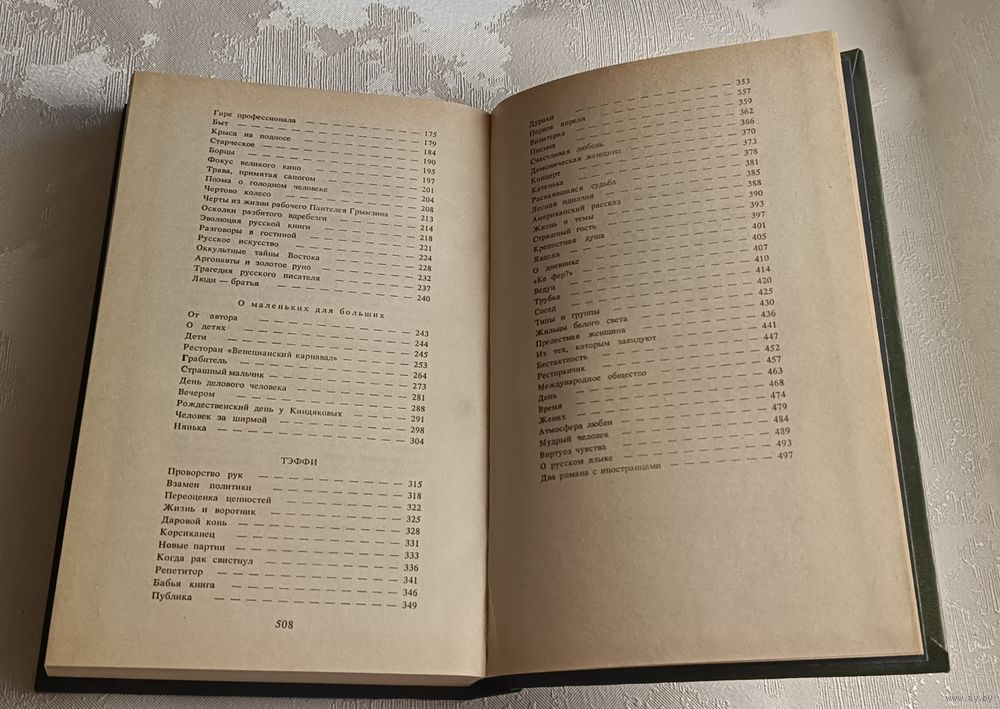 Горе профессионала — 175
Быт — 179
Крыса на подносе — 184
Старческое — 190
Борцы — 195
Фокус великого кино — 197
Трава, примятая сапогом — 201
Поэма о голодном человеке — 204
Чертово колесо — 208
Черты из жизни рабочего Пантелея Грымзина — 213
Осколки разбитого вдребезги — 214
Эволюция русской книги — 218
Разговоры в гостиной — 221
Русское искусство — 224
Оккультные тайны Востока — 228
Аргонавты и золотое руно — 232
Трагедия русского писателя — 237
Люди — братья — 240
О маленьких для больших
От автора — 243
О детях — 244
Дети — 245
Ресторан «Венецианский карнавал» — 253
Грабитель — 264
Страшный мальчик — 273
День делового человека — 281
Вечером — 288
Рождественский день у Киндяковых — 291
Человек за ширмой — 298
Нянька — 304
ТЭФФИ
Проворство рук — 315
Взамен политики — 318
Переоценка ценностей — 322
Жизнь и воротник — 325
Даровой конь — 328
Корсиканец — 331
Новые партии — 333
Когда рак свистнул — 336
Репетитор — 341
Бабья книга — 346
Публика — 349
508
Дураки — 353
Первое апреля — 357
Визитерка — 359
Письма — 362
Счастливая любовь — 366
Демоническая женщина — 370
Концерт — 373
Катенька — 378
Раскаявшаяся судьба — 381
Лесная идиллия — 385
Американский рассказ — 388
Жизнь и темы — 390
Страшный гость — 393
Крепостная душа — 397
Явдоха — 401
О дневнике — 405
«Ке фер?» — 407
Ведун — 410
Трубка — 414
Сосед — 420
Типы и группы — 425
Жильцы белого света — 430
Прелестная женщина — 436
Из тех, которым завидуют — 441
Бестактность — 447
Ресторанчик — 452
Международное общество — 457
День — 463
Время — 468
Жених — 474
Атмосфера любви — 479
Мудрый человек — 484
Виртуоз чувства — 489
О русском языке — 493
Два романа с иностранцами — 497
www.ay.by